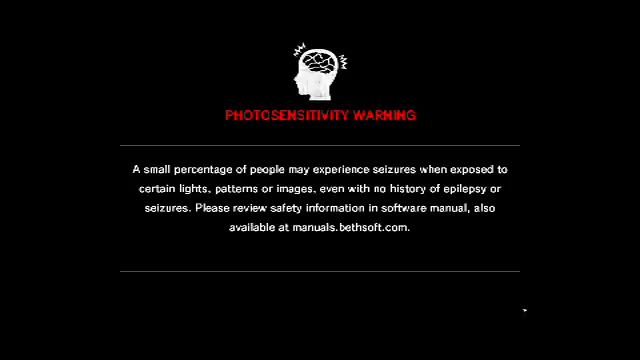 PHOTOSENSITIVITY WARNING
A small percentage of people may experience seizures when exposed to
certain lights, patterns or images, even with no history of epilepsy or
seizures. Please review safety information in software manual, also
available at manuals.bethsoft.com.